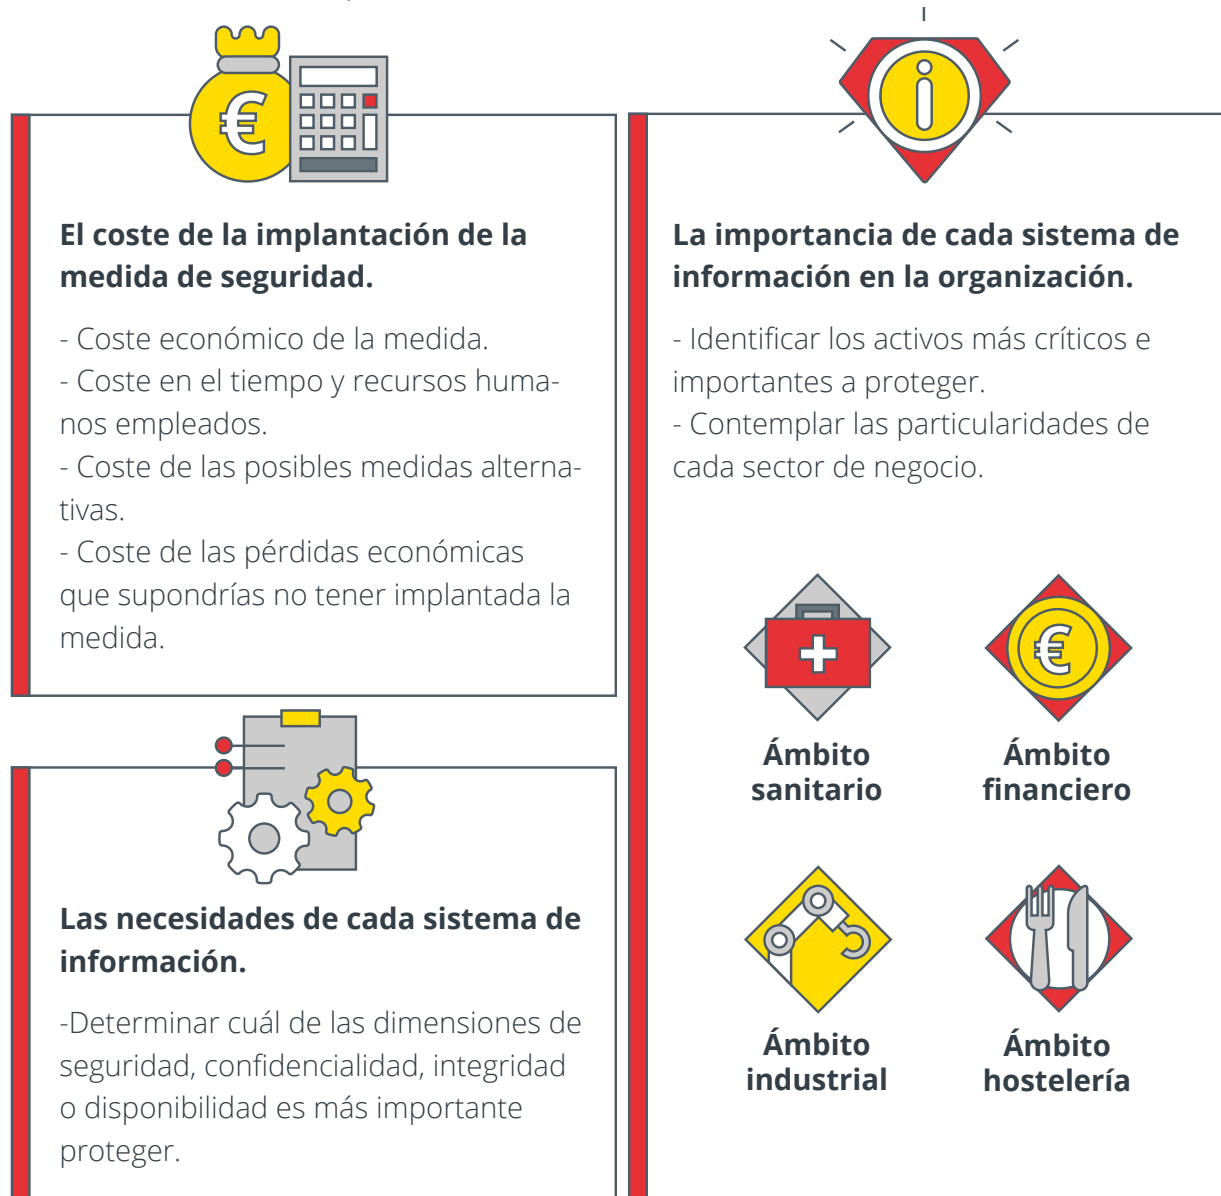 El coste de la implantación de la
medida de seguridad.
- Coste económico de la medida.
- Coste en el tiempo y recursos huma-
nos empleados.
- Coste de las posibles medidas alterna-
tivas.
- Coste de las pérdidas económicas
que supondrías no tener implantada la
medida.
Las necesidades de cada sistema de
información.
-Determinar cuál de las dimensiones de
seguridad, confidencialidad, integridad
o disponibilidad es más importante
proteger.
La importancia de cada sistema de
información en la organización.
- Identificar los activos más críticos e
importantes a proteger.
- Contemplar las particularidades de
cada sector de negocio.
Ámbito
sanitario
Ámbito
financiero
Ámbito
industrial
Ámbito
hostelería